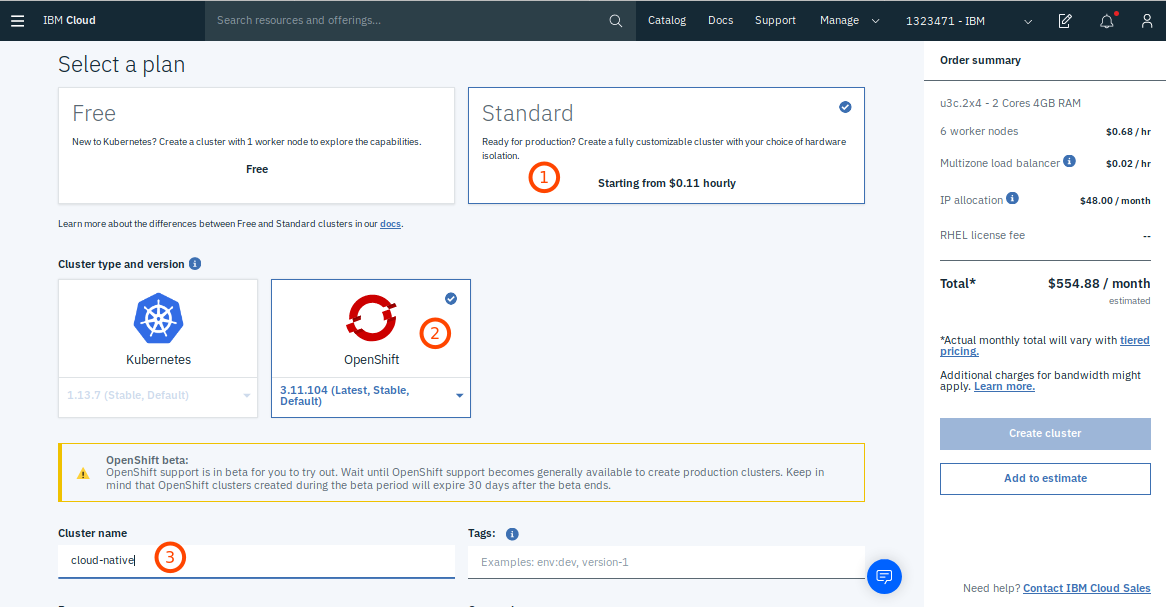 IBM Cloud
Search resources and offerings...
Catalog
Docs
Support
Manage
1323471 - IBM
Select a plan
Free
New to Kubernetes? Create a cluster with 1 worker node to explore the capabilities.
Free
Standard
Ready for production? Create a fully customizable cluster with your choice of hardware
isolation.
1
Starting from $0.11 hourly
Learn more about the differences between Free and Standard clusters in our docs.
Cluster type and version
Kubernetes
1.13.7 (Stable, Default)
2
OpenShift
3.11.104 (Latest, Stable,
Default)
OpenShift beta:
OpenShift support is in beta for you to try out. Wait until OpenShift support becomes generally available to create production clusters. Keep in
mind that OpenShift clusters created during the beta period will expire 30 days after the beta ends.
Cluster name
cloud-native
3
Tags:
Examples: env:dev, version-1
Order summary
u3c.2x4 - 2 Cores 4GB RAM
6 worker nodes
$0.68 / hr
Multizone load balancer
$0.02 / hr
IP allocation
$48.00 / month
RHEL license fee
--
Total*
$554.88 / month
estimated
*Actual monthly total will vary with tiered
pricing.
Additional charges for bandwidth might
apply. Learn more.
Create cluster
Add to estimate
Need help? Contact IBM Cloud Sales